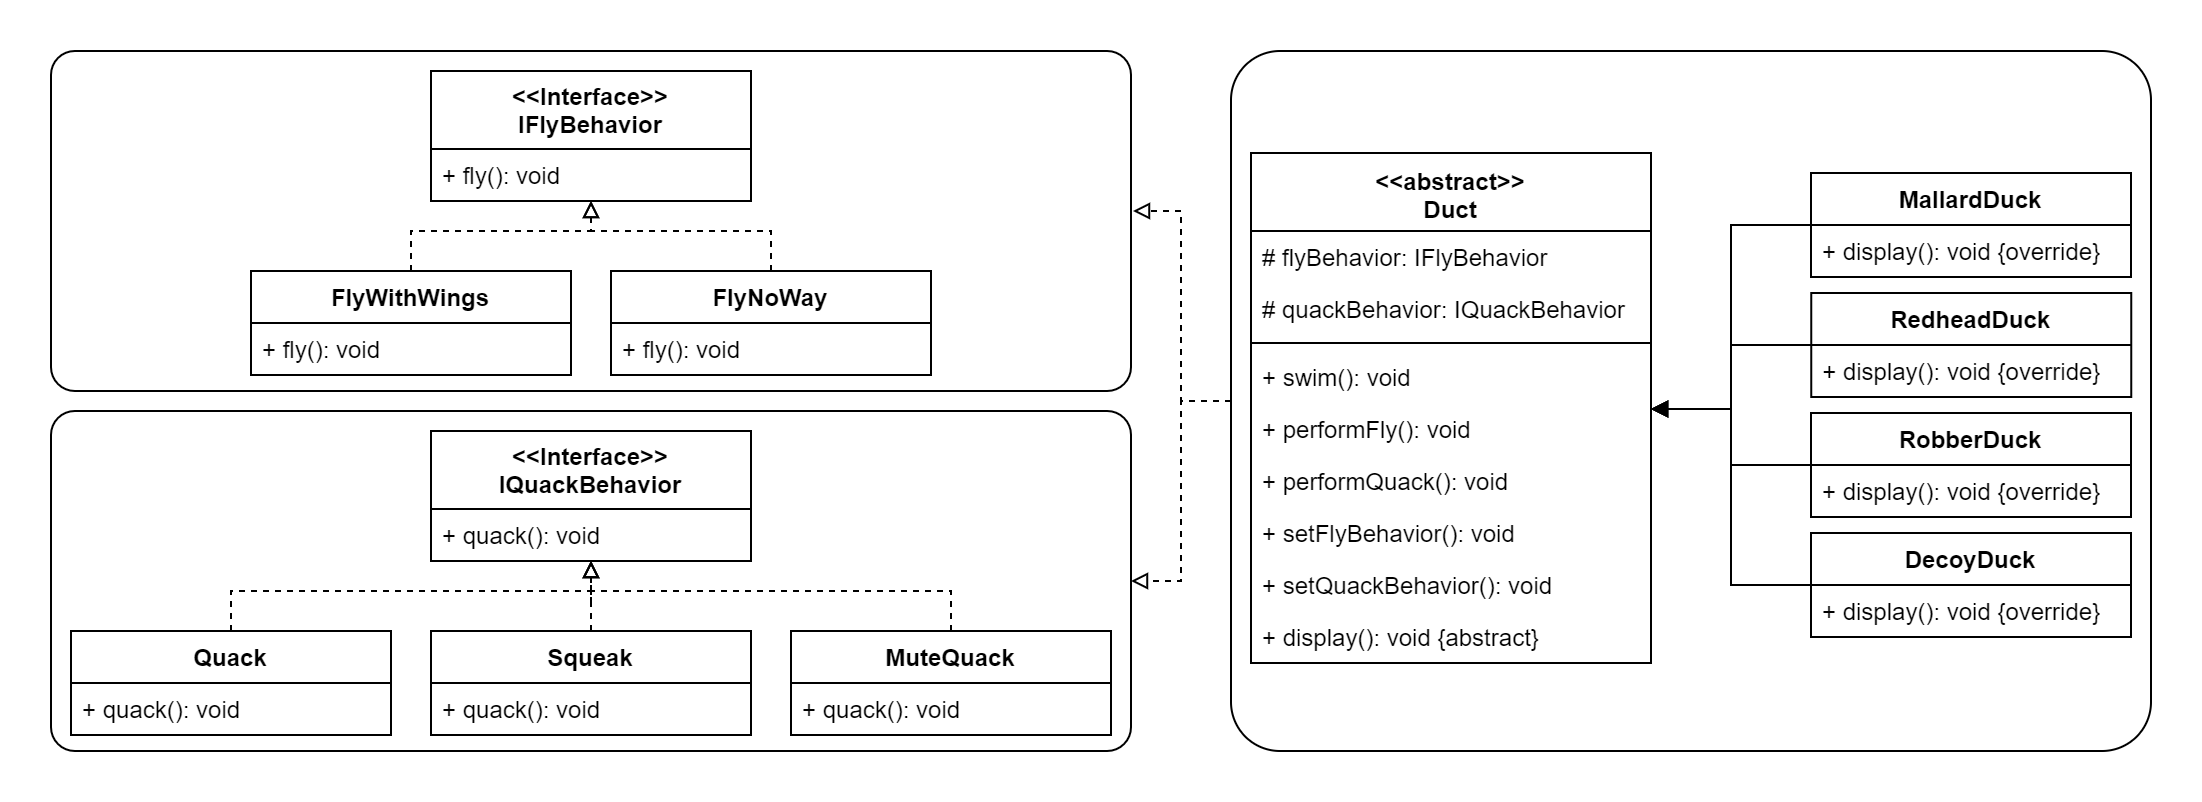 <<Interface>>
IFlyBehavior
+ fly(): void
FlyWithWings
+ fly(): void
FlyNoWay
+ fly(): void
<<Interface>>
IQuackBehavior
+ quack(): void
Quack
+ quack(): void
Squeak
+ quack(): void
MuteQuack
+ quack(): void
<<abstract>>
Duct
# flyBehavior: IFlyBehavior
# quackBehavior: IQuackBehavior
+ swim(): void
+ performFly(): void
+ performQuack(): void
+ setFlyBehavior(): void
+ setQuackBehavior(): void
+ display(): void {abstract}
MallardDuck
+ display(): void {override}
RedheadDuck
+ display(): void {override}
RobberDuck
+ display(): void {override}
DecoyDuck
+ display(): void {override}